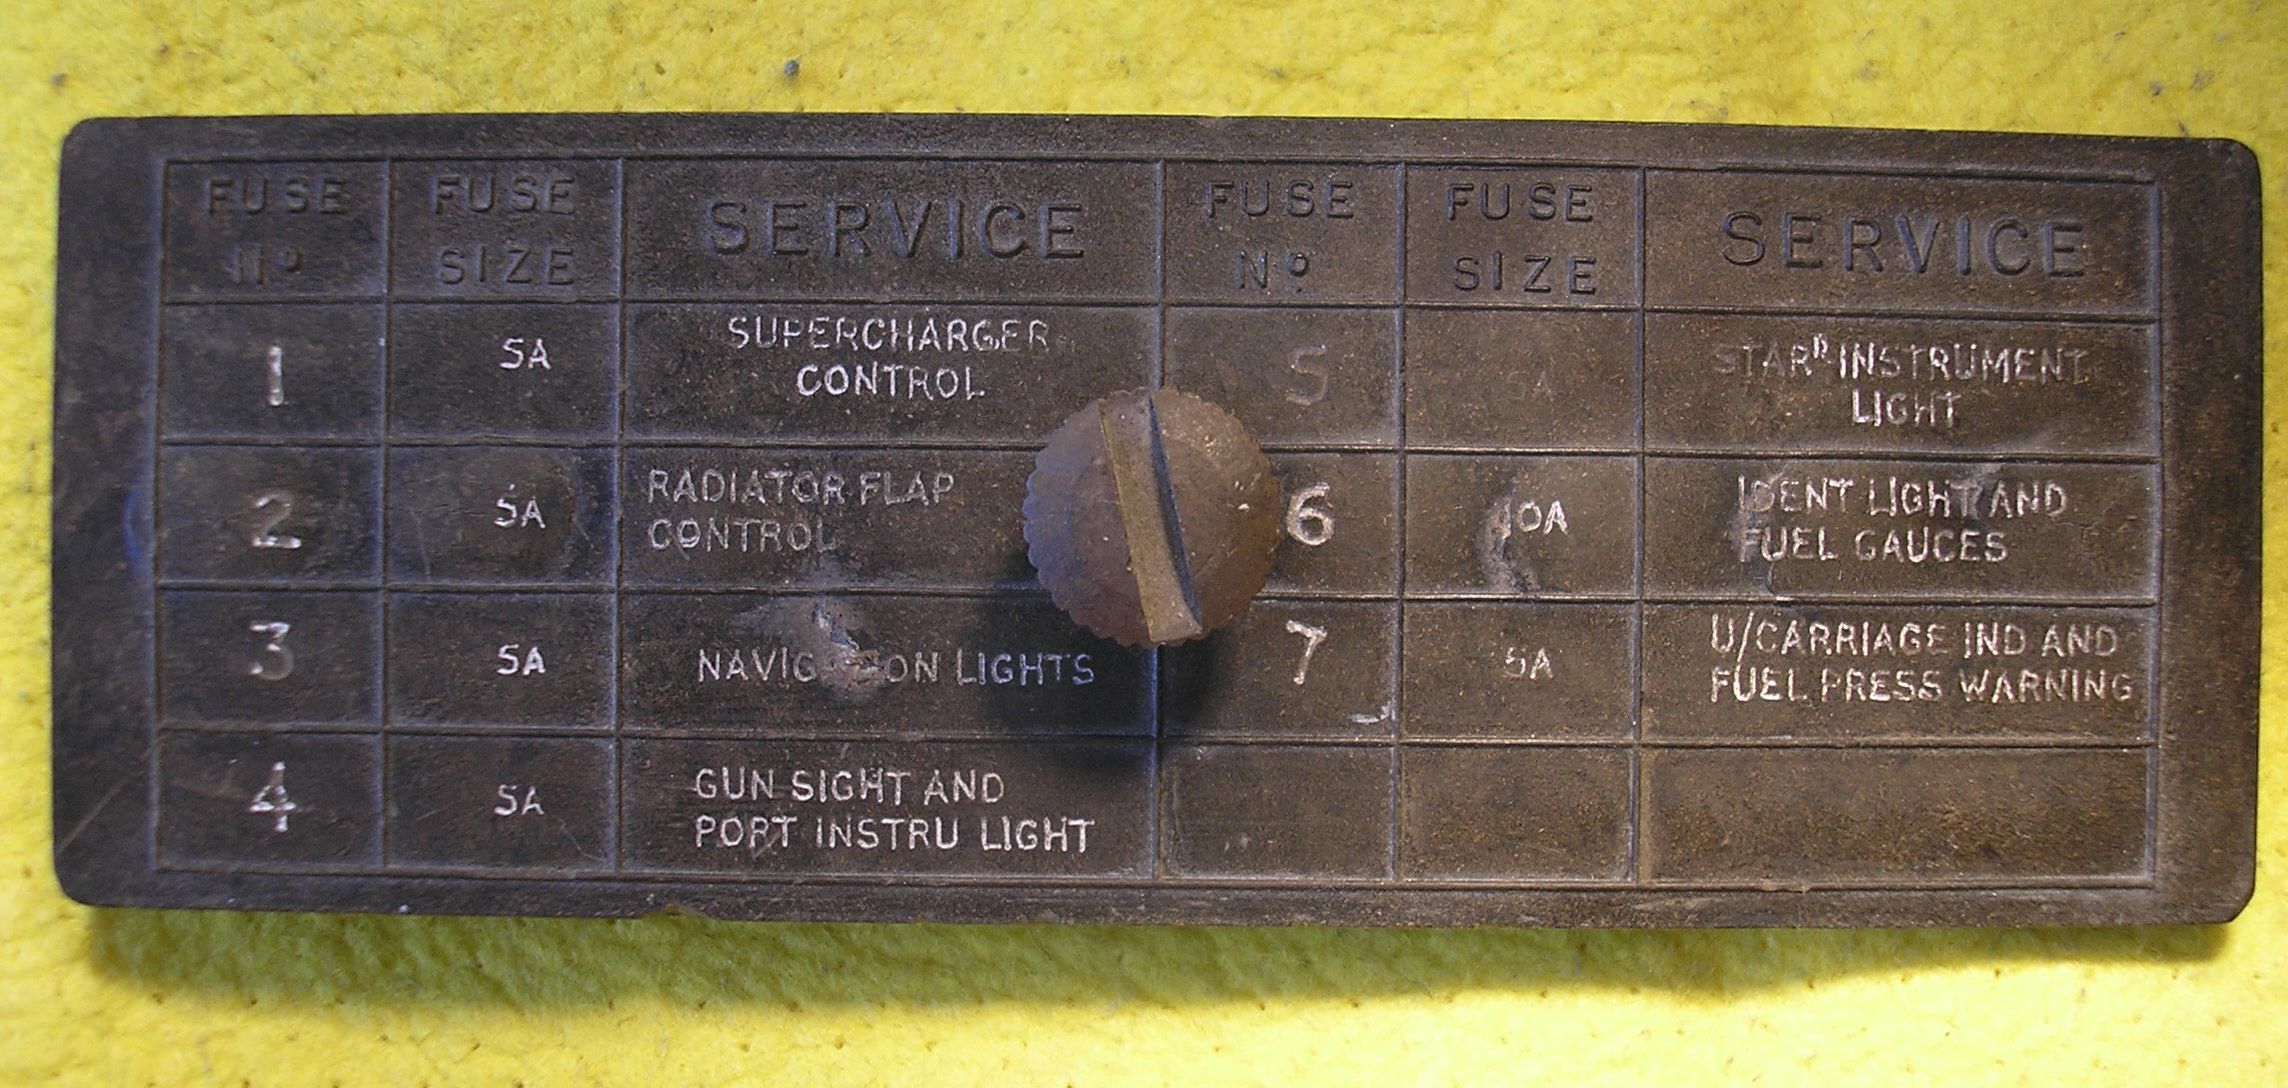 FUSE Nº FUSE SIZE SERVICE FUSE Nº FUSE SIZE SERVICE
1 5A SUPERCHARGER CONTROL
2 5A RADIATOR FLAP CONTROL
3 5A LIGHTS
4 5A GUN SIGHT AND PORT INSTRU LIGHT
5 5A STARᴰ INSTRUMENT LIGHT
6 10A IDENT LIGHT AND FUEL GAUGES
7 5A U/CARRIAGE IND AND FUEL PRESS WARNING